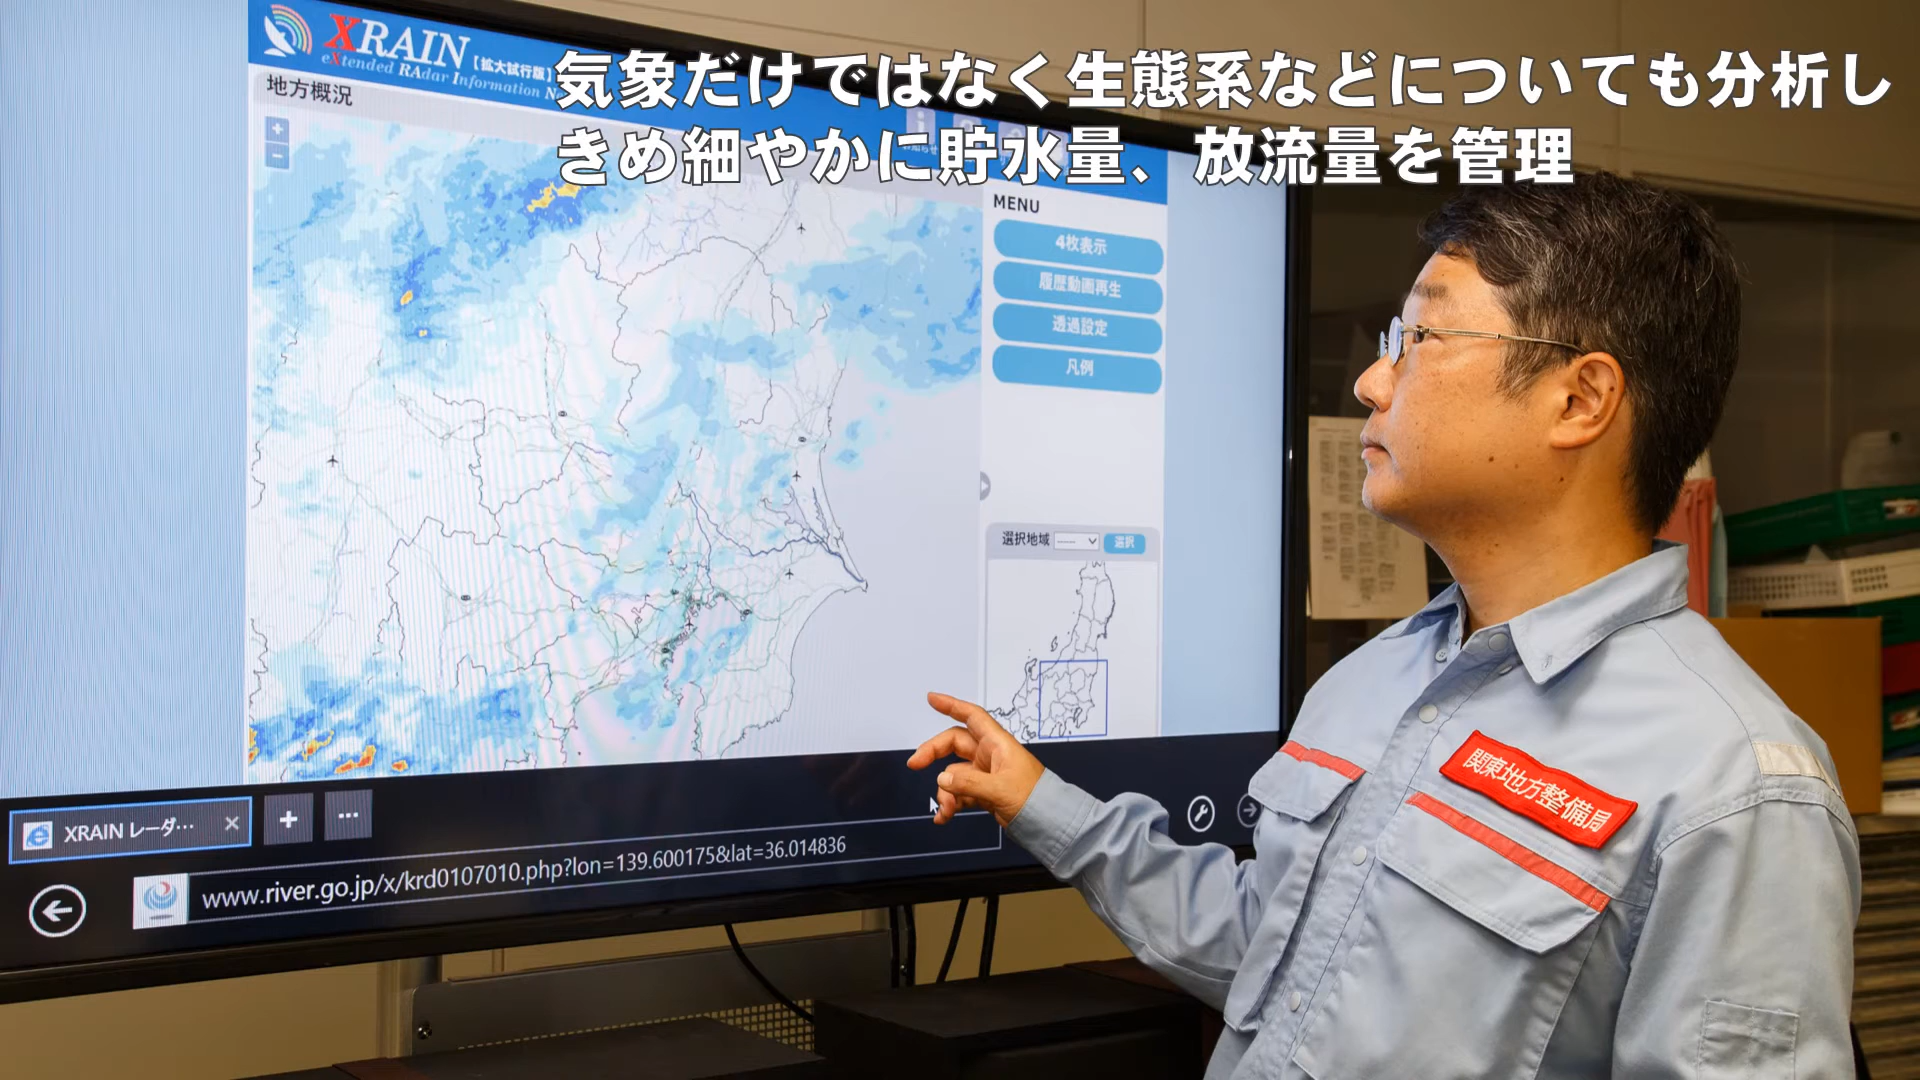 XRAIN【拡大試行版】
eXtended RAdar Information
気象だけではなく生態系などについても分析し
きめ細やかに貯水量、放流量を管理
地方概況
+
-
MENU
4枚表示
履歴動画再生
透過設定
凡例
選択地域
選択
関東地方整備局
XRAIN レーダ…
www.river.go.jp/x/krd0107010.php?lon=139.600175&lat=36.014836